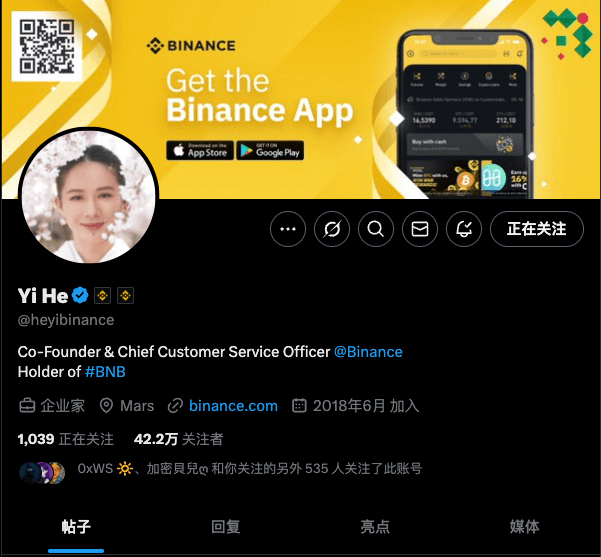 BINANCE
Get the
Binance App
Download on the
App Store
GET IT ON
Google Play
Buy with cash
正在关注
Yi He
@heyibinance
Co-Founder & Chief Customer Service Officer @Binance
Holder of #BNB
企业家 Mars binance.com 2018年6月 加入
1,039 正在关注 42.2万 关注者
0xWS 🔆、加密貝兒ღ 和你关注的另外 535 人关注了此账号
帖子 回复 亮点 媒体